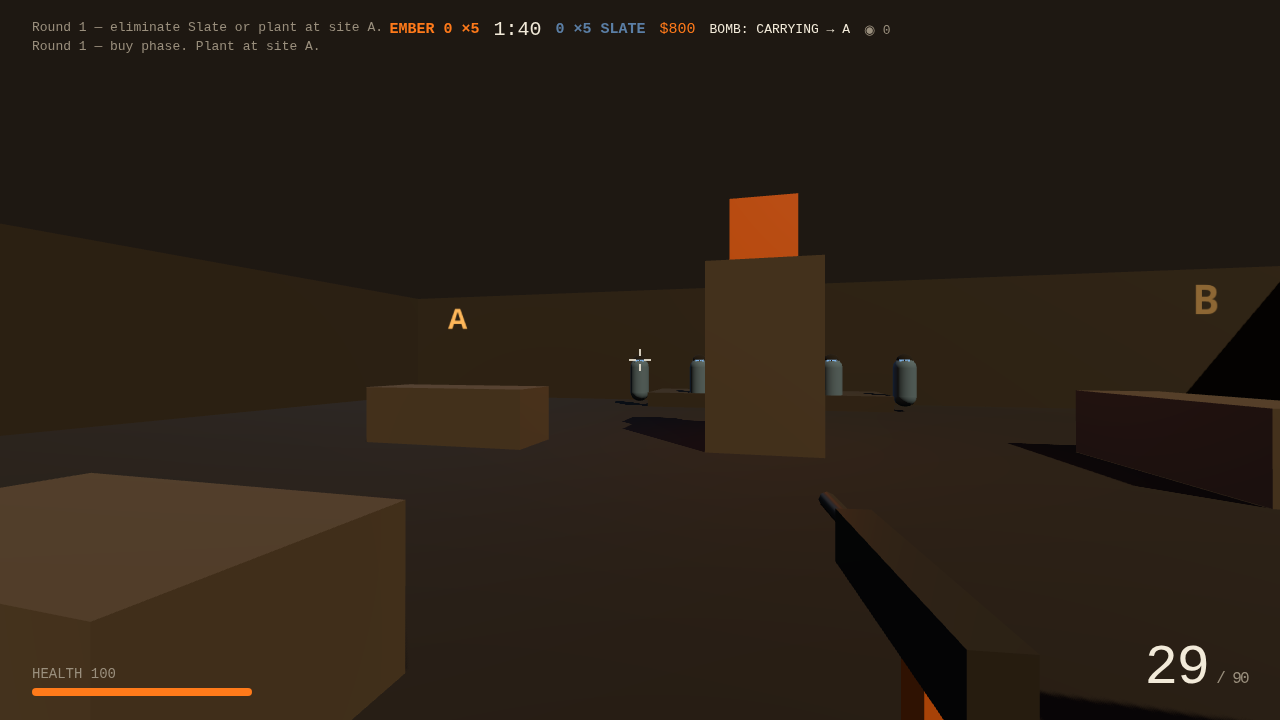 Round 1 — eliminate Slate or plant at site A. EMBER 0 ×5 1:40 0 ×5 SLATE $800 BOMB: CARRYING → A ◉ 0
Round 1 — buy phase. Plant at site A.
B
A
HEALTH 100
29 / 90